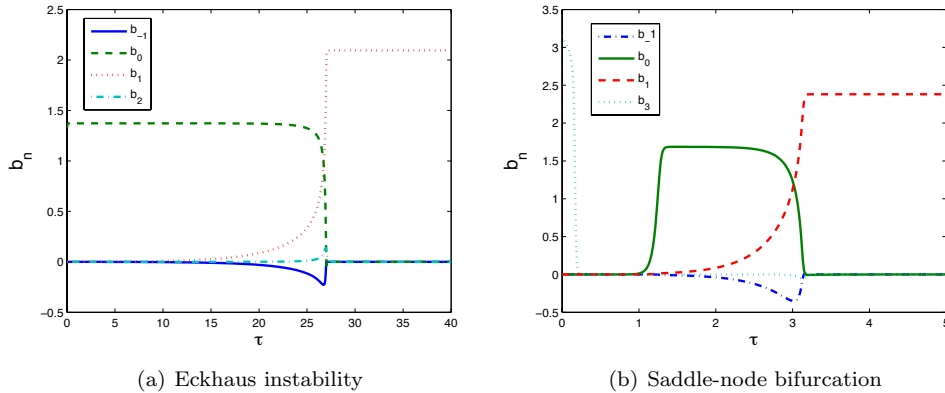 2.5
2
1.5
1
0.5
0
−0.5
b_n
b_{-1}
b_0
b_1
b_2
0 5 10 15 20 25 30 35 40
τ
(a) Eckhaus instability
3.5
3
2.5
2
1.5
1
0.5
0
−0.5
b_n
b_-1
b_0
b_1
b_3
0 1 2 3 4 5
τ
(b) Saddle-node bifurcation